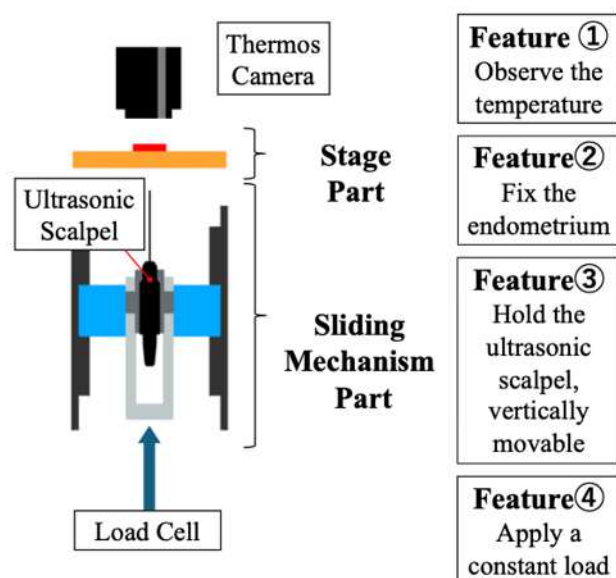 Thermos
Camera
Stage
Part
Ultrasonic
Scalpel
Sliding
Mechanism
Part
Load Cell
Feature ①
Observe the
temperature
Feature②
Fix the
endometrium
Feature③
Hold the
ultrasonic
scalpel,
vertically
movable
Feature④
Apply a
constant load